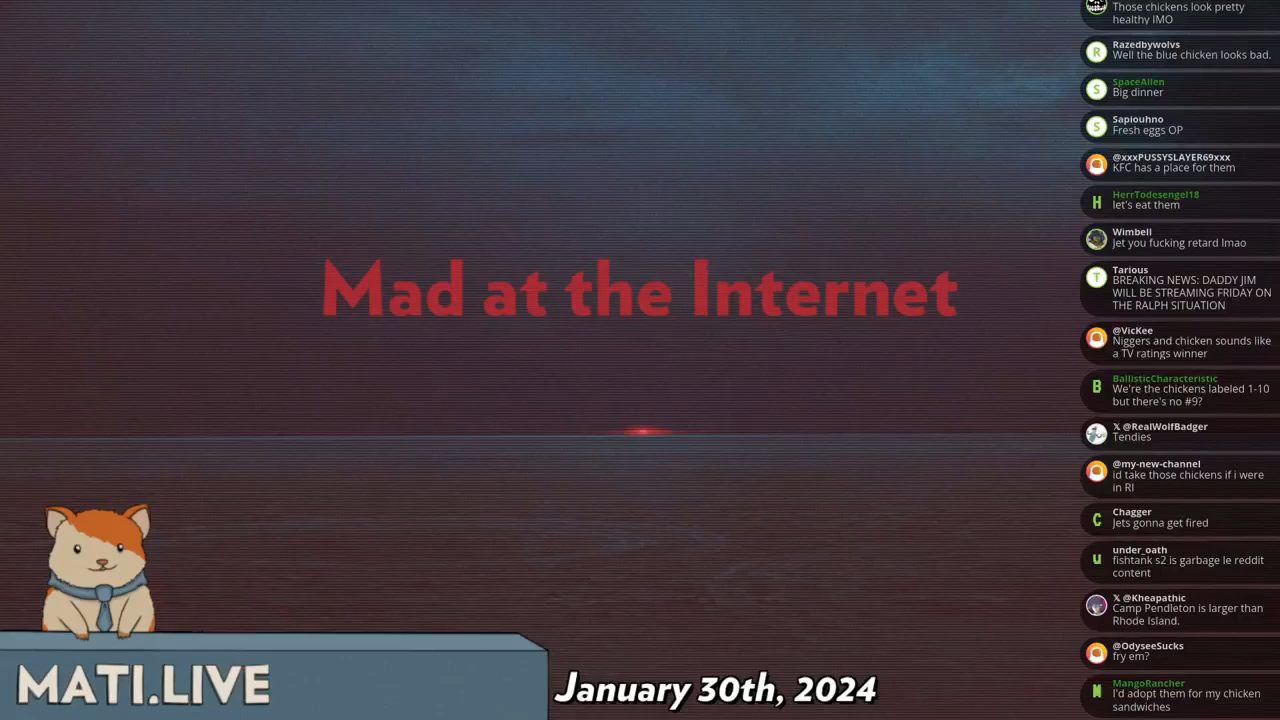 Those chickens look pretty
healthy IMO
Razedbywolvs
Well the blue chicken looks bad.
SpaceAlien
Big dinner
Sapiouhno
Fresh eggs OP
@xxxPUSSYSLAYER69xxx
KFC has a place for them
HerrTodesengel18
let's eat them
Wimbell
Jet you fucking retard lmao
Tarious
BREAKING NEWS: DADDY JIM
WILL BE STREAMING FRIDAY ON
THE RALPH SITUATION
@VicKee
Niggers and chicken sounds like
a TV ratings winner
BallisticCharacteristic
We're the chickens labeled 1-10
but there's no #9?
𝕏 @RealWolfBadger
Tendies
@my-new-channel
id take those chickens if i were
in RI
Chagger
Jets gonna get fired
under_oath
fishtank s2 is garbage le reddit
content
𝕏 @Kheapathic
Camp Pendleton is larger than
Rhode Island.
@OdyseeSucks
fry em?
MangoRancher
I'd adopt them for my chicken
sandwiches
Mad at the Internet
MATI.LIVE
January 30th, 2024